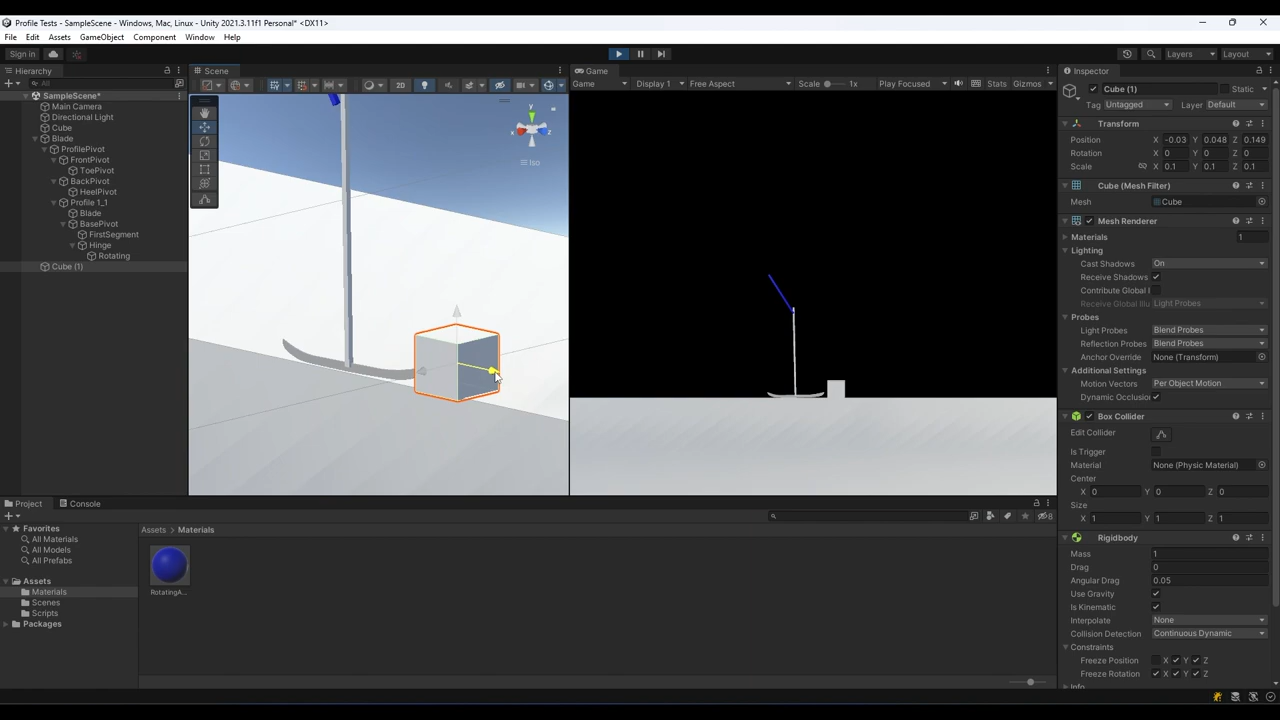 Profile Tests - SampleScene - Windows, Mac, Linux - Unity 2021.3.11f1 Personal* <DX11>
File Edit Assets GameObject Component Window Help
Sign in
Layers Layout
Hierarchy
All
SampleScene*
Main Camera
Directional Light
Cube
Blade
ProfilePivot
FrontPivot
ToePivot
BackPivot
HeelPivot
Profile 1_1
Blade
BasePivot
FirstSegment
Hinge
Rotating
Cube (1)
Scene
2D
y
x
z
Iso
Game
Game Display 1 Free Aspect Scale 1x Play Focused Stats Gizmos
Inspector
Cube (1) Static
Tag Untagged Layer Default
Transform
Position X -0.03 Y 0.048 Z 0.149
Rotation X 0 Y 0 Z 0
Scale X 0.1 Y 0.1 Z 0.1
Cube (Mesh Filter)
Mesh Cube
Mesh Renderer
Materials 1
Lighting
Cast Shadows On
Receive Shadows
Contribute Global I
Receive Global Illu Light Probes
Probes
Light Probes Blend Probes
Reflection Probes Blend Probes
Anchor Override None (Transform)
Additional Settings
Motion Vectors Per Object Motion
Dynamic Occlusio
Box Collider
Edit Collider
Is Trigger
Material None (Physic Material)
Center
X 0 Y 0 Z 0
Size
X 1 Y 1 Z 1
Rigidbody
Mass 1
Drag 0
Angular Drag 0.05
Use Gravity
Is Kinematic
Interpolate None
Collision Detection Continuous Dynamic
Constraints
Freeze Position X Y Z
Freeze Rotation X Y Z
Info
Project Console
8
Favorites
All Materials
All Models
All Prefabs
Assets
Materials
Scenes
Scripts
Packages
Assets > Materials
RotatingA...